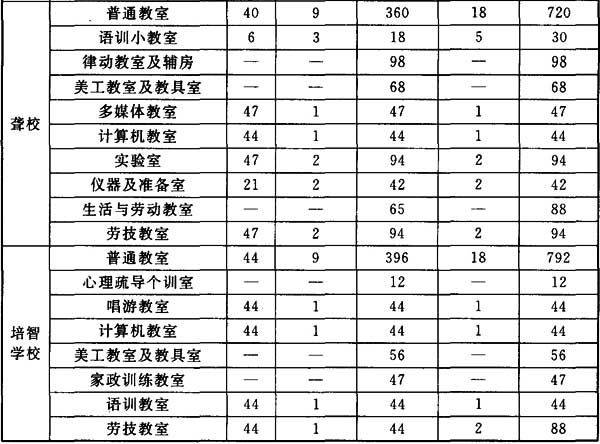 聋校
普通教室 40 9 360 18 720
语训小教室 6 3 18 5 30
律动教室及辅房 — — 98 — 98
美工教室及教具室 — — 68 — 68
多媒体教室 47 1 47 1 47
计算机教室 44 1 44 1 44
实验室 47 2 94 2 94
仪器及准备室 21 2 42 2 42
生活与劳动教室 — — 65 — 88
劳技教室 47 2 94 2 94
培智
学校
普通教室 44 9 396 18 792
心理疏导个训室 — — 12 — 12
唱游教室 44 1 44 1 44
计算机教室 44 1 44 1 44
美工教室及教具室 — — 56 — 56
家政训练教室 — — 47 — 47
语训教室 44 1 44 1 44
劳技教室 44 1 44 2 88